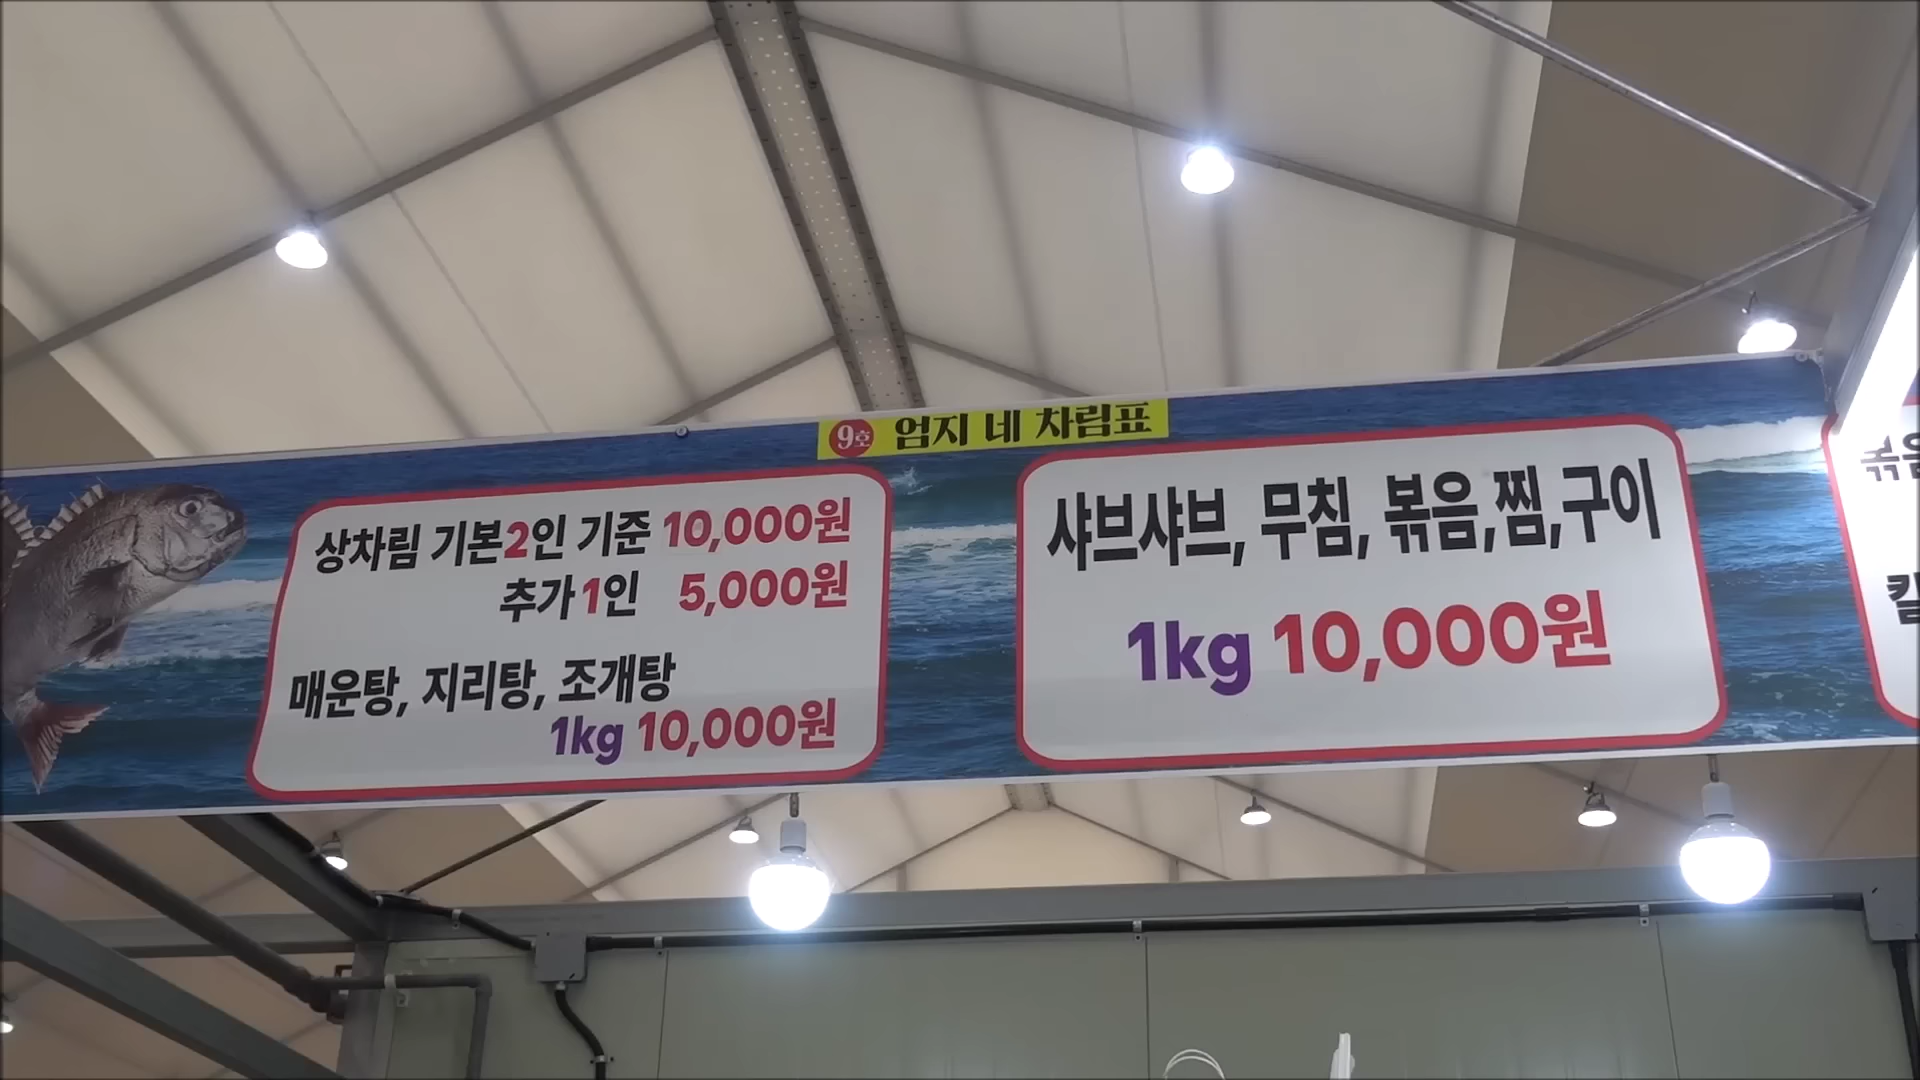 9호 엄지 네 차림표
상차림 기본2인 기준 10,000원
추가 1인 5,000원
매운탕, 지리탕, 조개탕
1kg 10,000원
샤브샤브, 무침, 볶음,찜,구이
1kg 10,000원